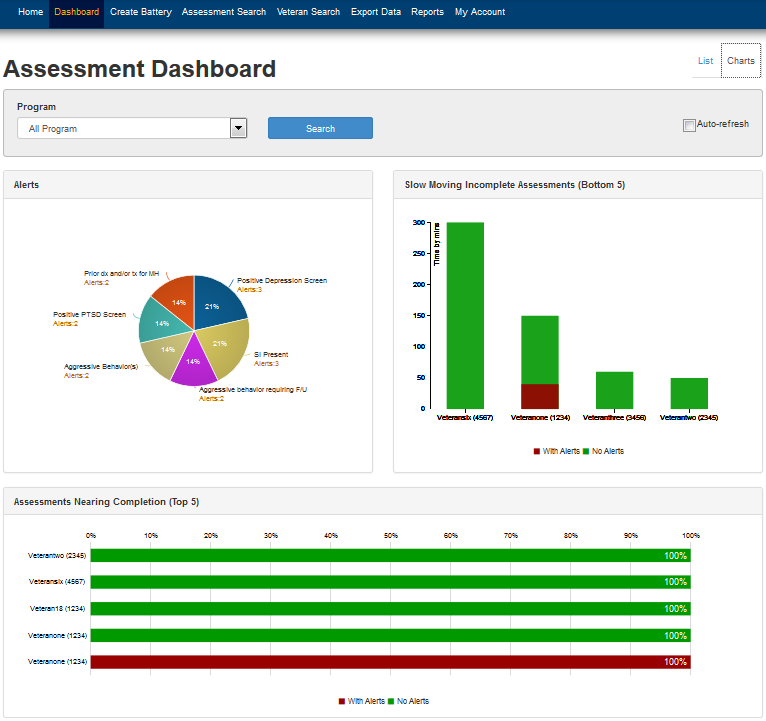 Home Dashboard Create Battery Assessment Search Veteran Search Export Data Reports My Account
Assessment Dashboard
List Charts
Program
All Program
Search
Auto-refresh
Alerts
Prior dx and/or tx for MH
Alerts:2
Positive Depression Screen
Alerts:3
14%
21%
Positive PTSD Screen
Alerts:2
14%
21%
SI Present
Alerts:3
Aggressive Behavior(s)
Alerts:2
14%
14%
Aggressive behavior requiring F/U
Alerts:2
Slow Moving Incomplete Assessments (Bottom 5)
Time by mins
300
250
200
150
100
50
0
Veteransix (4567) Veteranone (1234) Veteranthree (3456) Veterantwo (2345)
With Alerts No Alerts
Assessments Nearing Completion (Top 5)
0% 10% 20% 30% 40% 50% 60% 70% 80% 90% 100%
Veterantwo (2345) 100%
Veteransix (4567) 100%
Veteran18 (1234) 100%
Veteranone (1234) 100%
Veteranone (1234) 100%
With Alerts No Alerts